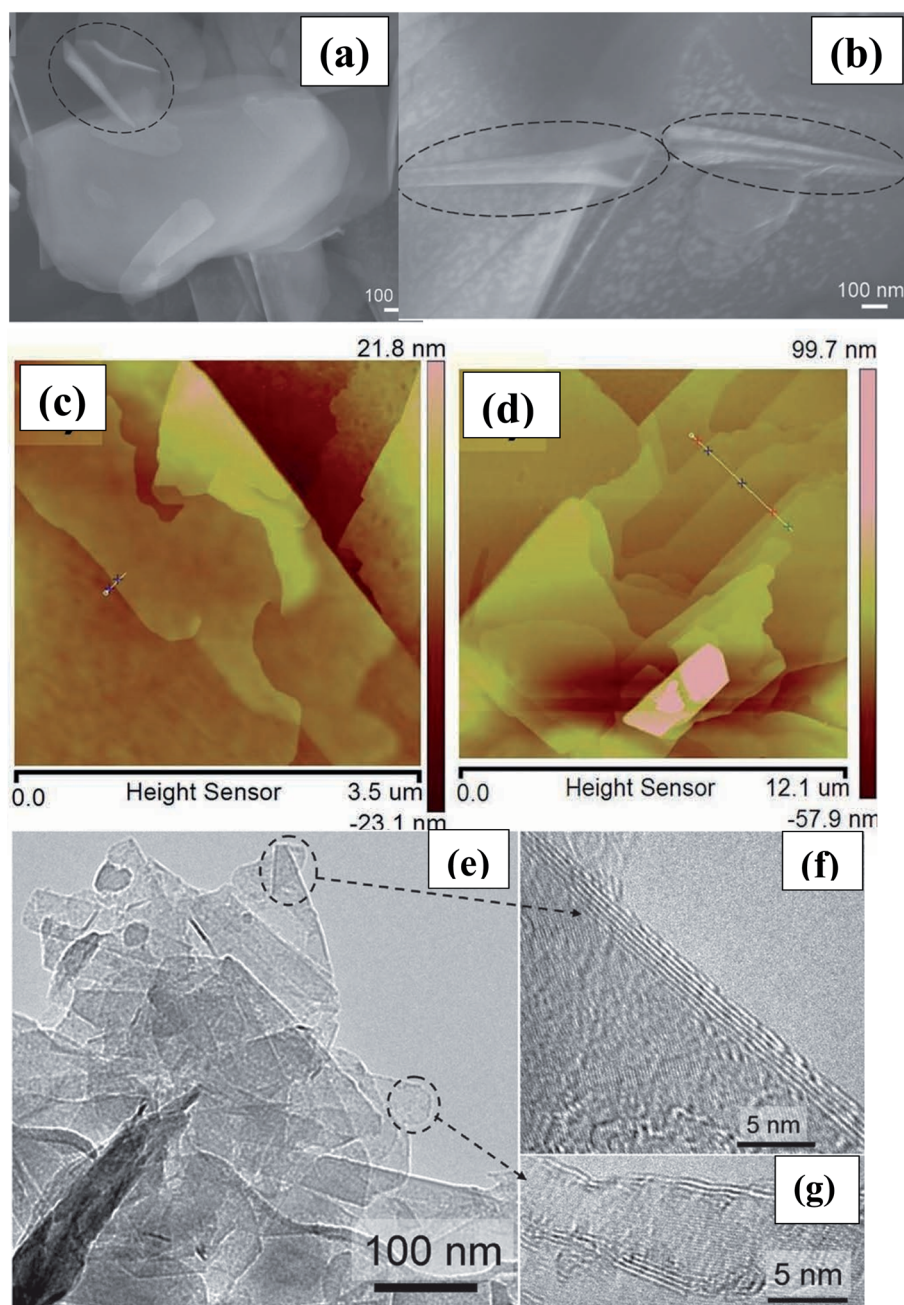 (a)
(b)
100
100 nm
21.8 nm
99.7 nm
(c)
(d)
0.0
Height Sensor
3.5 um
0.0
Height Sensor
12.1 um
-23.1 nm
-57.9 nm
(e)
(f)
5 nm
(g)
100 nm
5 nm